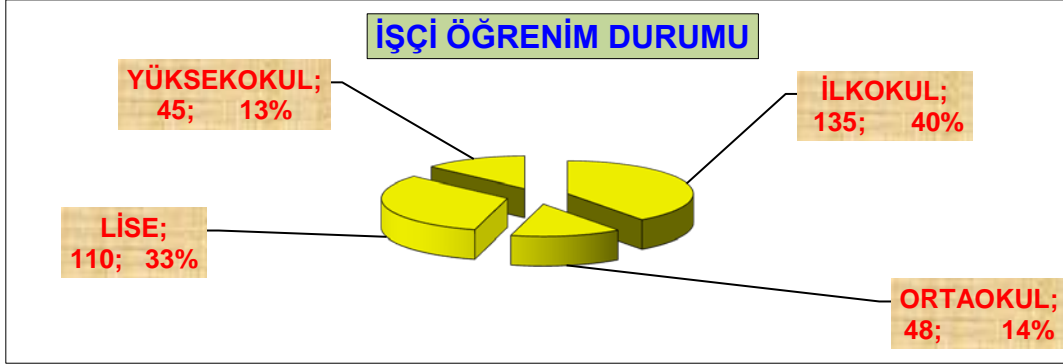 İŞÇİ ÖĞRENİM DURUMU
YÜKSEKOKUL;
45; 13%
İLKOKUL;
135; 40%
LİSE;
110; 33%
ORTAOKUL;
48; 14%